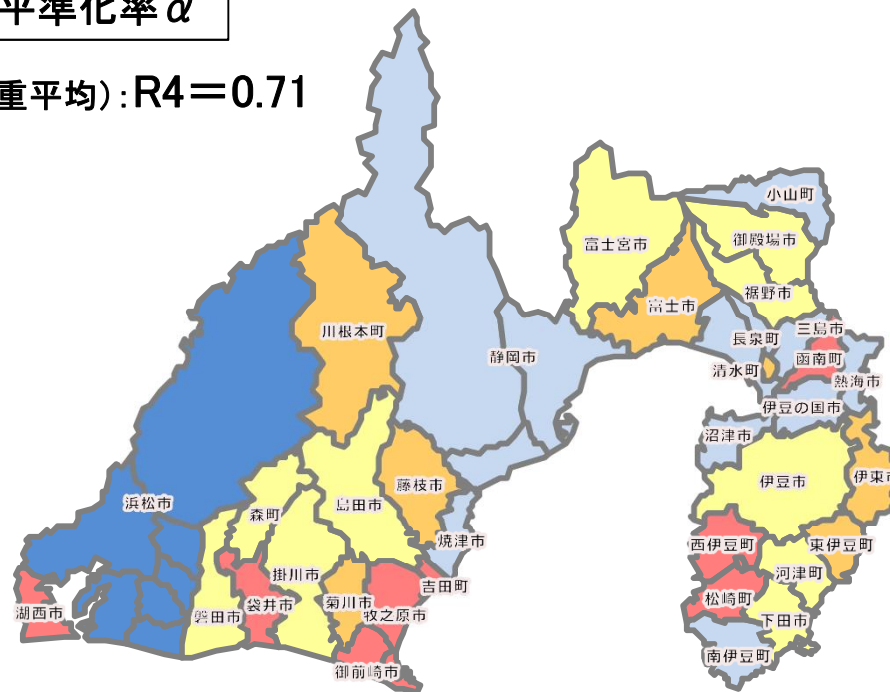 平準化率α
重平均）：R4＝0.71
小山町
富士宮市
御殿場市
裾野市
富士市
川根本町
三島市
長泉町
静岡市
函南町
清水町
熱海市
伊豆の国市
沼津市
伊東市
伊豆市
藤枝市
浜松市
島田市
森町
焼津市
西伊豆町
東伊豆町
掛川市
河津町
吉田町
湖西市
袋井市
菊川市
松崎町
磐田市
牧之原市
下田市
南伊豆町
御前崎市